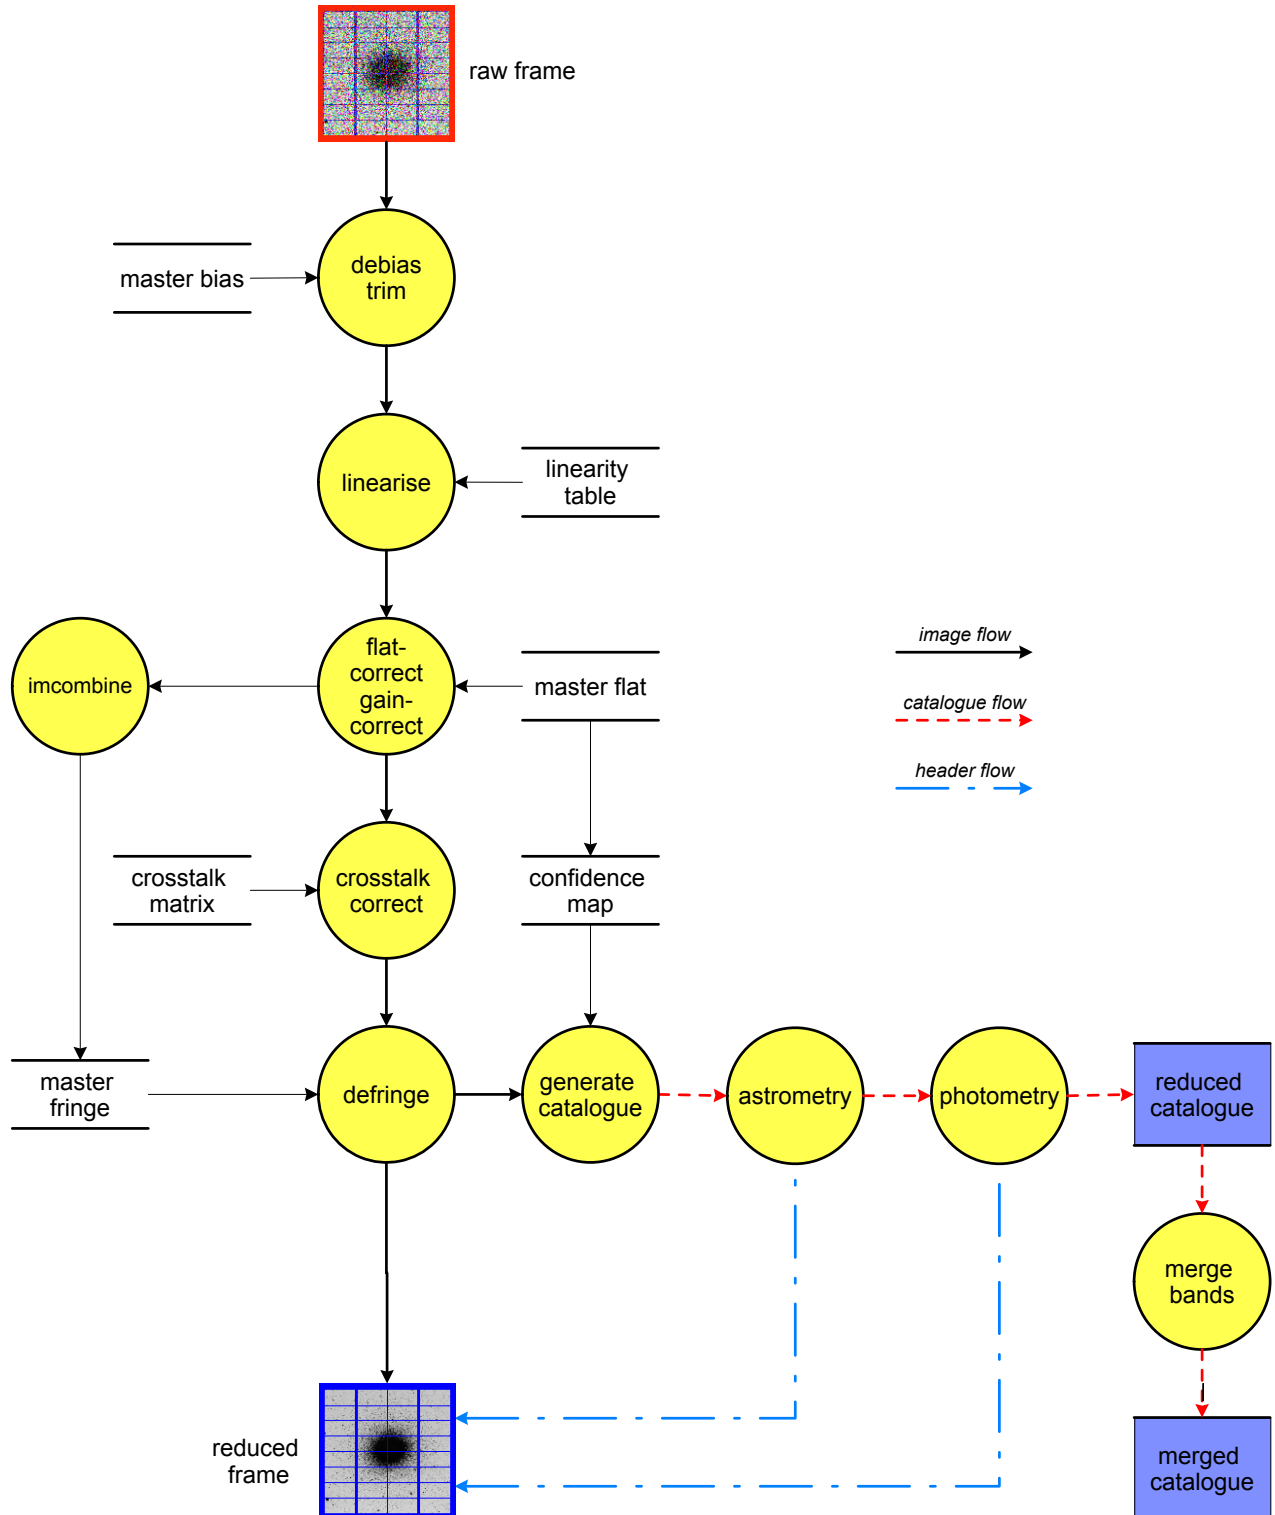 raw frame
debias
trim
master bias
linearise
linearity
table
imcombine
flat-
correct
gain-
correct
master flat
image flow
catalogue flow
header flow
crosstalk
matrix
crosstalk
correct
confidence
map
master
fringe
defringe
generate
catalogue
astrometry
photometry
reduced
catalogue
merge
bands
reduced
frame
merged
catalogue